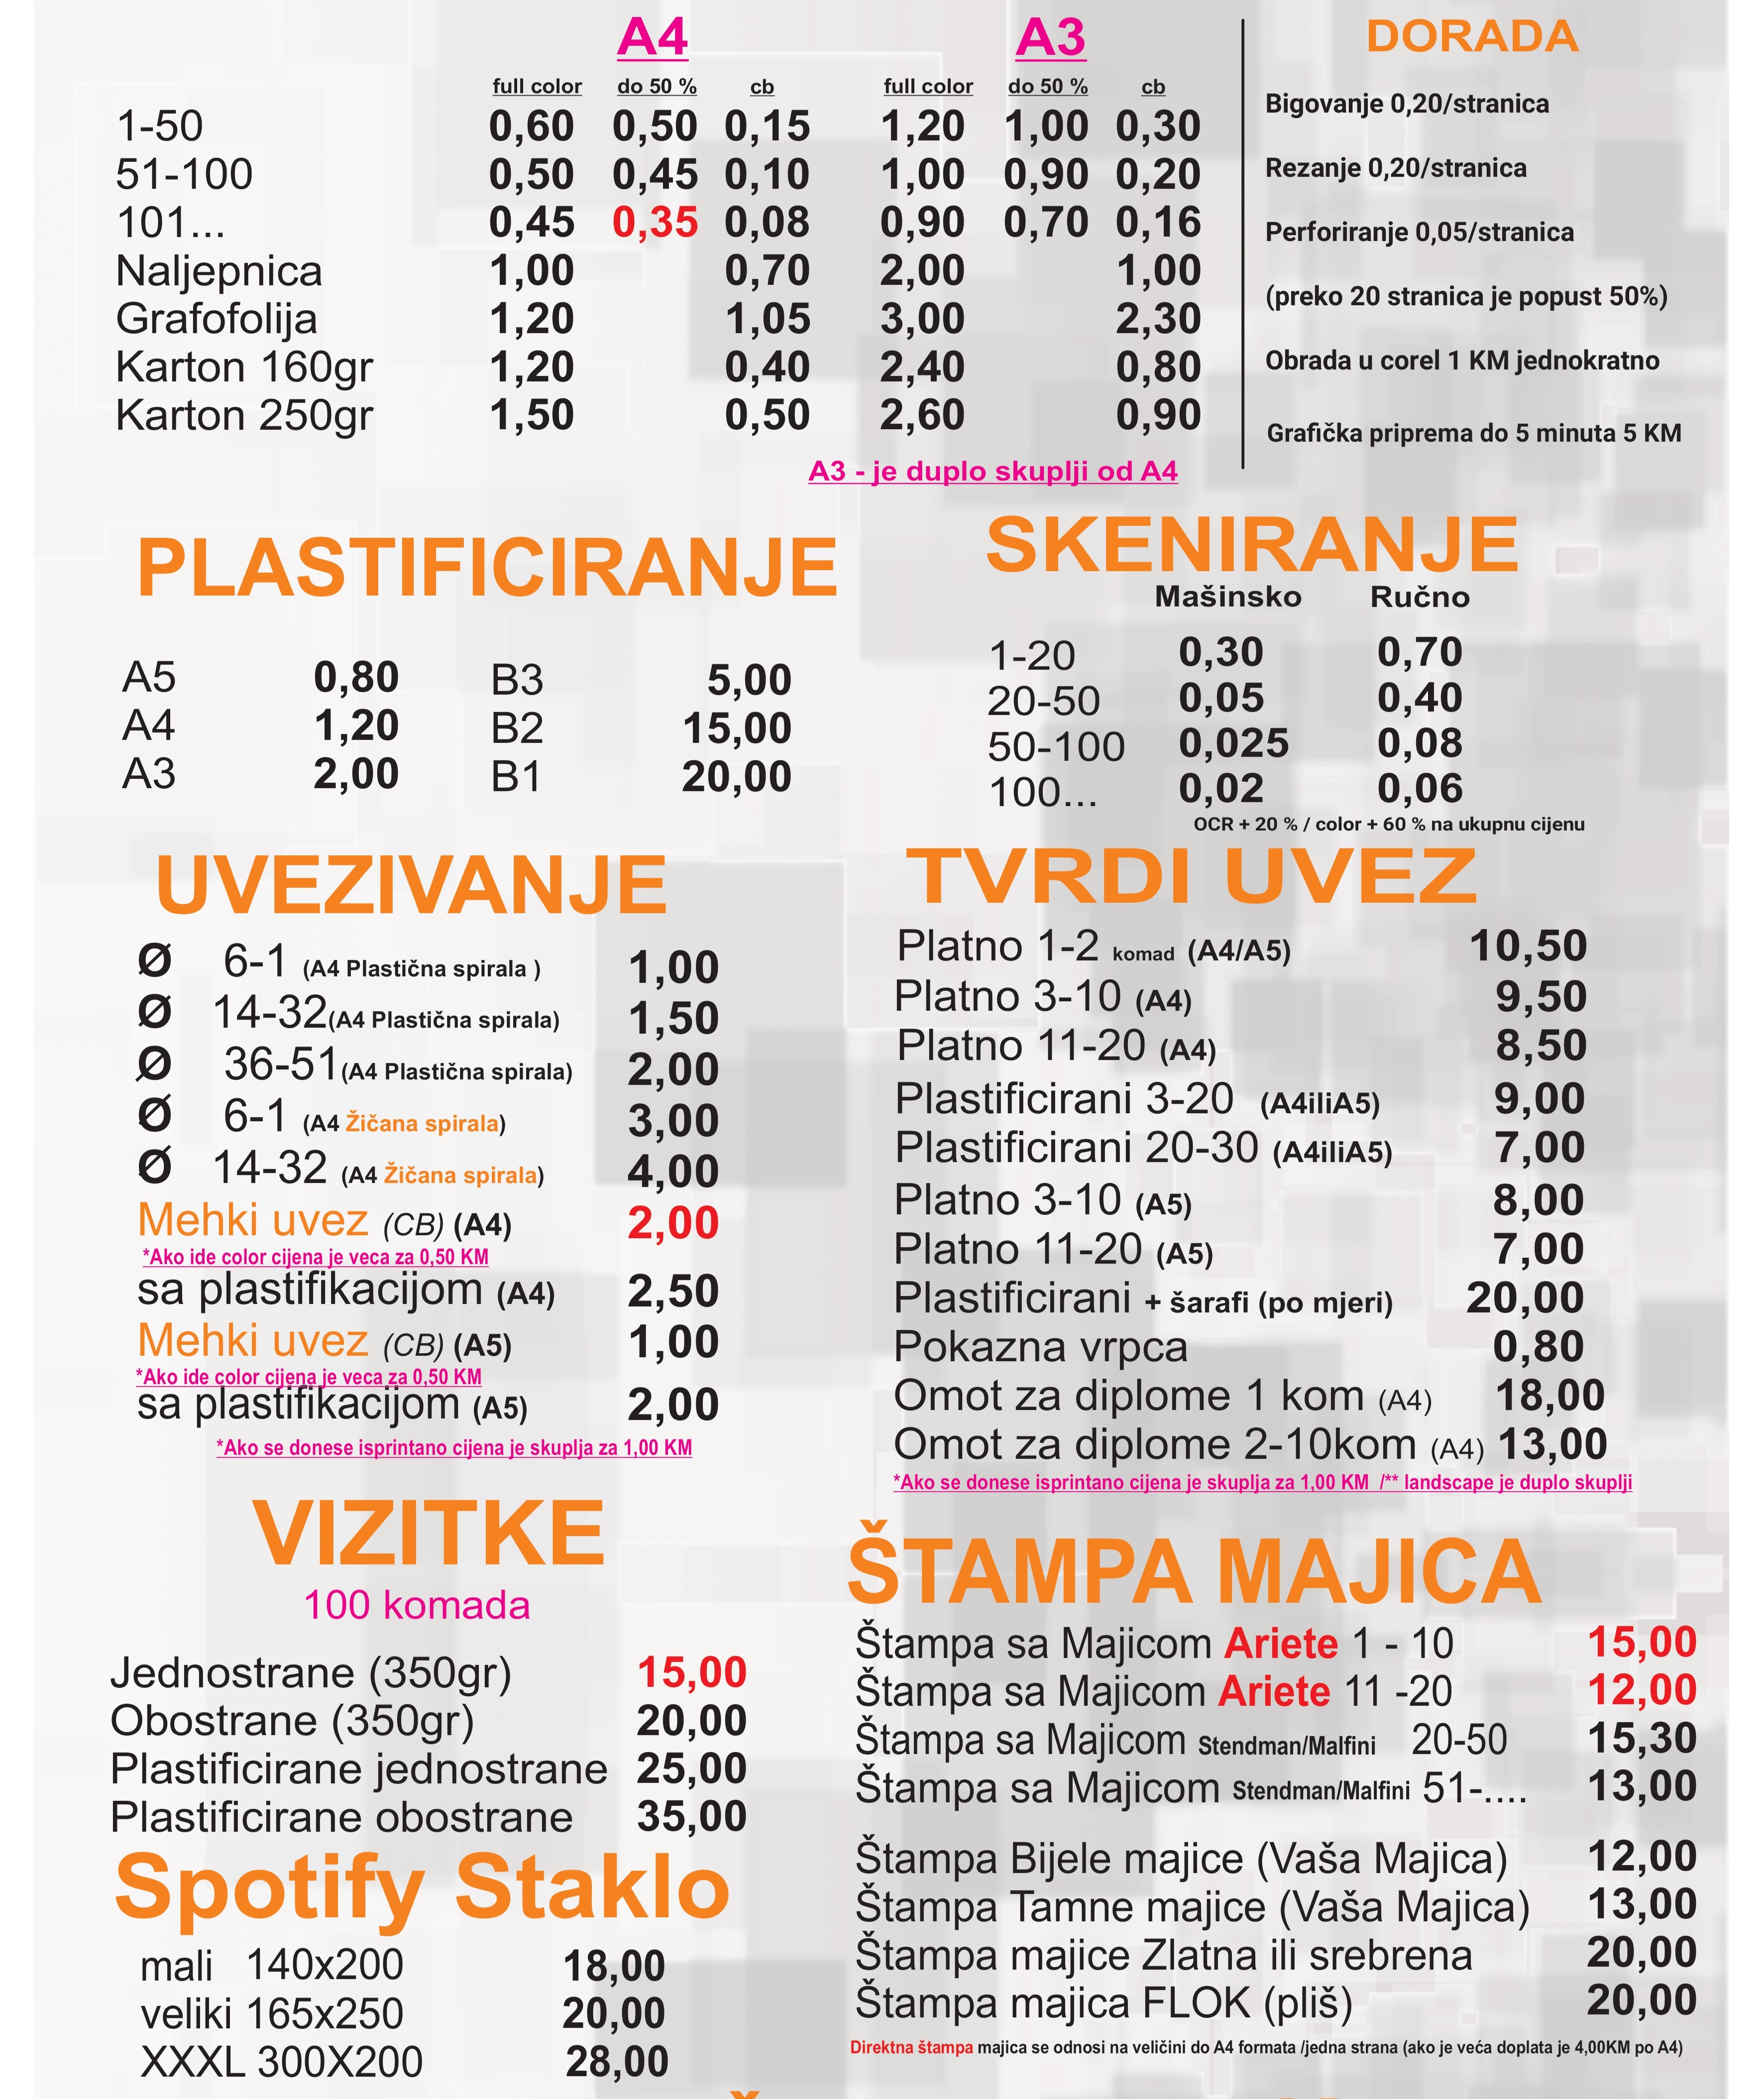 A4 A3
full color do 50 % cb full color do 50 % cb
1-50 0,60 0,50 0,15 1,20 1,00 0,30
51-100 0,50 0,45 0,10 1,00 0,90 0,20
101... 0,45 0,35 0,08 0,90 0,70 0,16
Naljepnica 1,00 0,70 2,00 1,00
Grafofolija 1,20 1,05 3,00 2,30
Karton 160gr 1,20 0,40 2,40 0,80
Karton 250gr 1,50 0,50 2,60 0,90
A3 - je duplo skuplji od A4
DORADA
Bigovanje 0,20/stranica
Rezanje 0,20/stranica
Perforiranje 0,05/stranica
(preko 20 stranica je popust 50%)
Obrada u corel 1 KM jednokratno
Grafička priprema do 5 minuta 5 KM
PLASTIFICIRANJE
A5 0,80 B3 5,00
A4 1,20 B2 15,00
A3 2,00 B1 20,00
SKENIRANJE
Mašinsko Ručno
1-20 0,30 0,70
20-50 0,05 0,40
50-100 0,025 0,08
100... 0,02 0,06
OCR + 20 % / color + 60 % na ukupnu cijenu
UVEZIVANJE
Ø 6-1 (A4 Plastična spirala ) 1,00
Ø 14-32(A4 Plastična spirala) 1,50
Ø 36-51(A4 Plastična spirala) 2,00
Ø 6-1 (A4 Žičana spirala) 3,00
Ø 14-32 (A4 Žičana spirala) 4,00
Mehki uvez (CB) (A4) 2,00
*Ako ide color cijena je veca za 0,50 KM
sa plastifikacijom (A4) 2,50
Mehki uvez (CB) (A5) 1,00
*Ako ide color cijena je veca za 0,50 KM
sa plastifikacijom (A5) 2,00
*Ako se donese isprintano cijena je skuplja za 1,00 KM
TVRDI UVEZ
Platno 1-2 komad (A4/A5) 10,50
Platno 3-10 (A4) 9,50
Platno 11-20 (A4) 8,50
Plastificirani 3-20 (A4iliA5) 9,00
Plastificirani 20-30 (A4iliA5) 7,00
Platno 3-10 (A5) 8,00
Platno 11-20 (A5) 7,00
Plastificirani + šarafi (po mjeri) 20,00
Pokazna vrpca 0,80
Omot za diplome 1 kom (A4) 18,00
Omot za diplome 2-10kom (A4) 13,00
*Ako se donese isprintano cijena je skuplja za 1,00 KM /** landscape je duplo skuplji
VIZITKE
100 komada
Jednostrane (350gr) 15,00
Obostrane (350gr) 20,00
Plastificirane jednostrane 25,00
Plastificirane obostrane 35,00
Spotify Staklo
mali 140x200 18,00
veliki 165x250 20,00
XXXL 300X200 28,00
ŠTAMPA MAJICA
Štampa sa Majicom Ariete 1 - 10 15,00
Štampa sa Majicom Ariete 11 -20 12,00
Štampa sa Majicom Stendman/Malfini 20-50 15,30
Štampa sa Majicom Stendman/Malfini 51-.... 13,00
Štampa Bijele majice (Vaša Majica) 12,00
Štampa Tamne majice (Vaša Majica) 13,00
Štampa majice Zlatna ili srebrena 20,00
Štampa majica FLOK (pliš) 20,00
Direktna štampa majica se odnosi na veličini do A4 formata /jedna strana (ako je veća doplata je 4,00KM po A4)